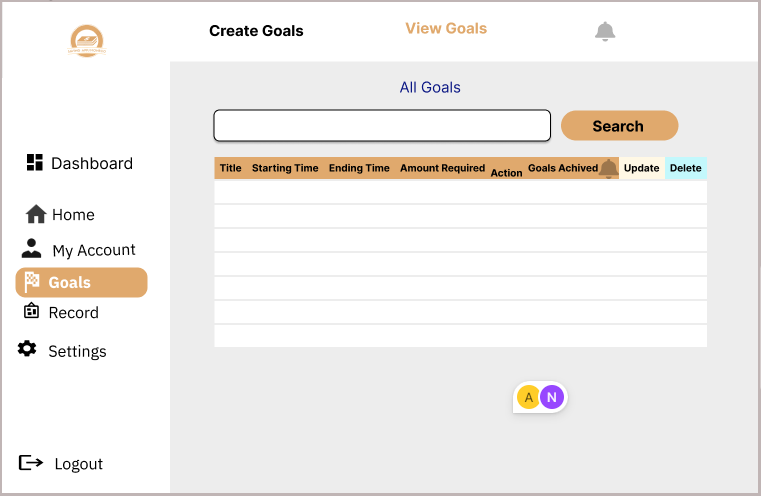 Create Goals
View Goals
All Goals
Search
Title Starting Time Ending Time Amount Required Action Goals Achived Update Delete
Dashboard
Home
My Account
Goals
Record
Settings
A N
Logout